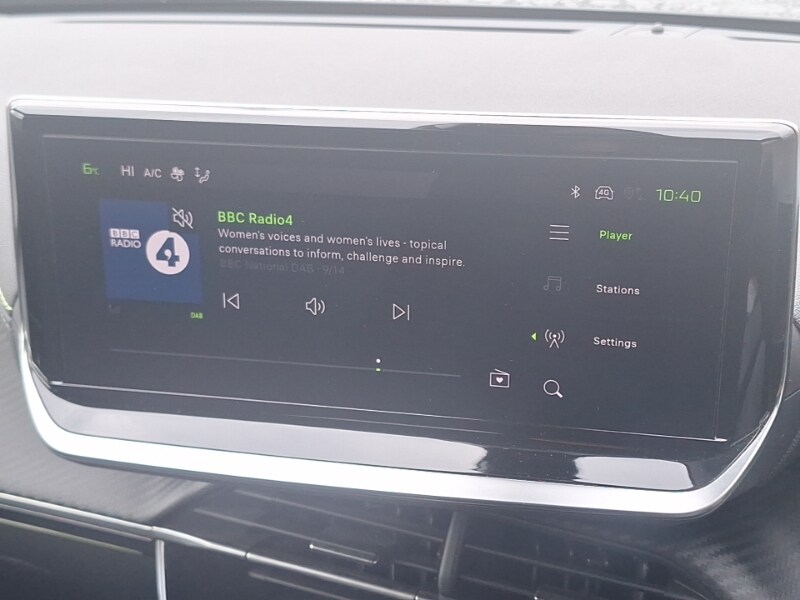 6°C HI A/C
4G 10:40
BBC RADIO 4
BBC Radio4
Women's voices and women's lives - topical
conversations to inform, challenge and inspire.
BBC National DAB - 9/14
DAB
Player
Stations
Settings